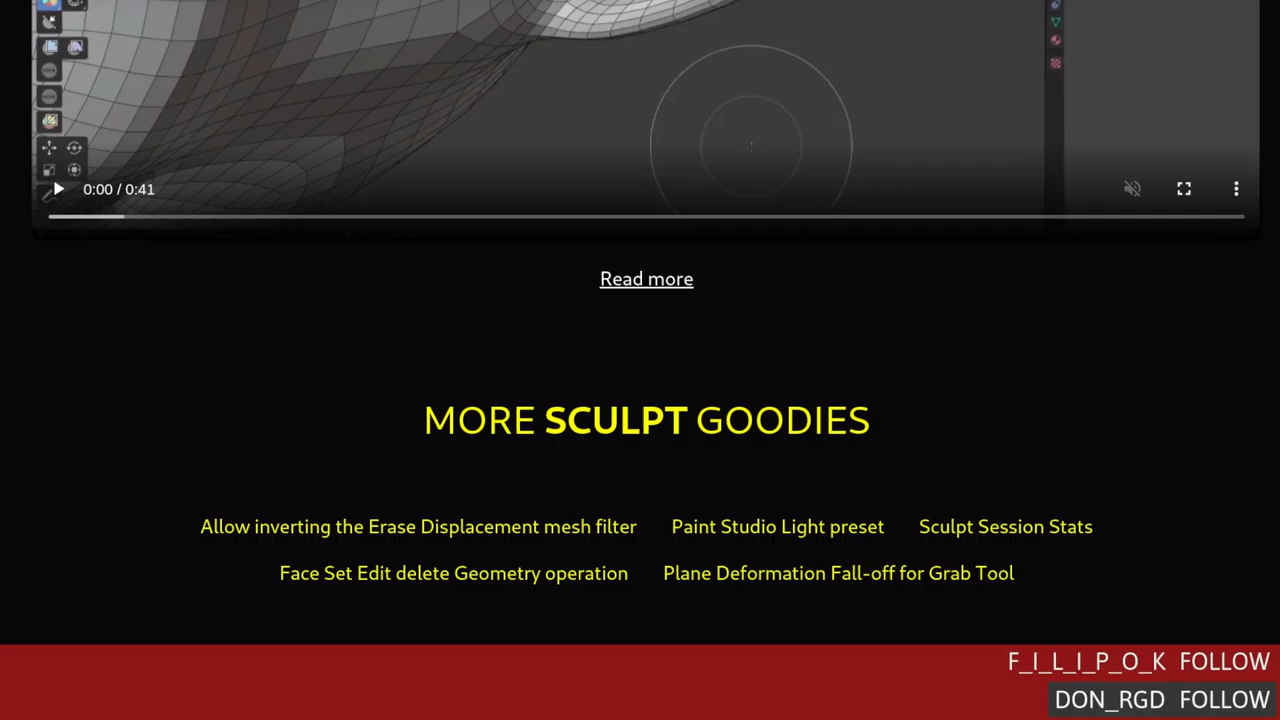 0:00 / 0:41
Read more
MORE SCULPT GOODIES
Allow inverting the Erase Displacement mesh filter Paint Studio Light preset Sculpt Session Stats
Face Set Edit delete Geometry operation Plane Deformation Fall-off for Grab Tool
F_I_L_I_P_O_K FOLLOW
DON_RGD FOLLOW